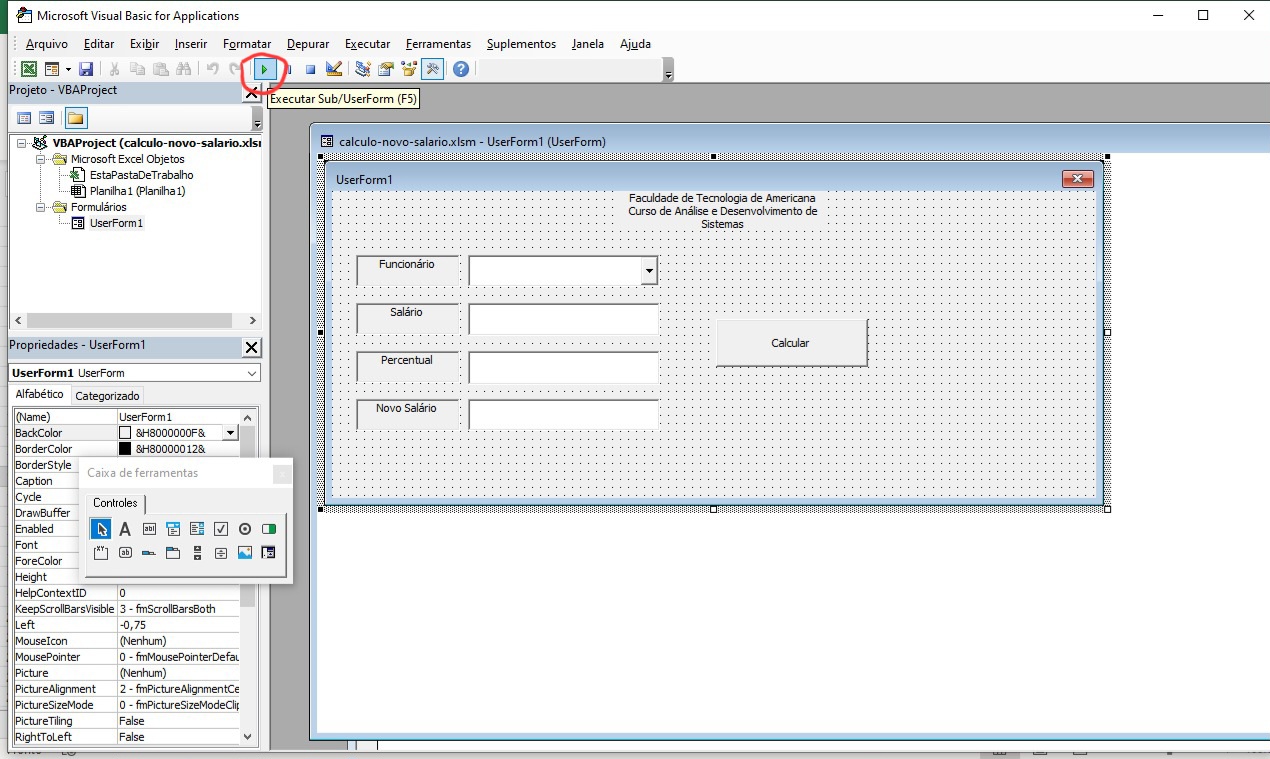 Microsoft Visual Basic for Applications
Arquivo Editar Exibir Inserir Formatar Depurar Executar Ferramentas Suplementos Janela Ajuda
Projeto - VBAProject
Executar Sub/UserForm (F5)
VBAProject (calculo-novo-salario.xlsm
Microsoft Excel Objetos
EstaPastaDeTrabalho
Planilha1 (Planilha1)
Formulários
UserForm1
Propriedades - UserForm1
UserForm1 UserForm
Alfabético Categorizado
(Name) UserForm1
BackColor &H8000000F&
BorderColor &H80000012&
BorderStyle
Caption
Cycle
DrawBuffer
Enabled
Font
ForeColor
Height
HelpContextID 0
KeepScrollBarsVisible 3 - fmScrollBarsBoth
Left -0,75
MouseIcon (Nenhum)
MousePointer 0 - fmMousePointerDefau
Picture (Nenhum)
PictureAlignment 2 - fmPictureAlignmentCe
PictureSizeMode 0 - fmPictureSizeModeClip
PictureTiling False
RightToLeft False
Caixa de ferramentas
Controles
calculo-novo-salario.xlsm - UserForm1 (UserForm)
UserForm1
Faculdade de Tecnologia de Americana
Curso de Análise e Desenvolvimento de
Sistemas
Funcionário
Salário
Percentual
Novo Salário
Calcular